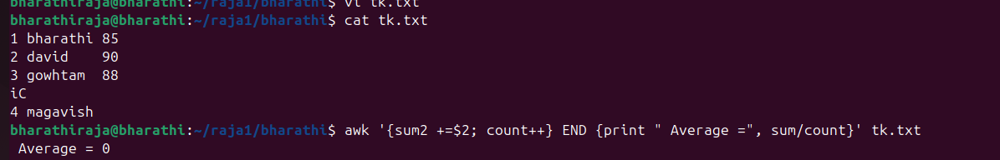 bharathiraja@bharathi:~/raja1/bharathi$ vi tk.txt
bharathiraja@bharathi:~/raja1/bharathi$ cat tk.txt
1 bharathi 85
2 david    90
3 gowhtam  88
iC
4 magavish
bharathiraja@bharathi:~/raja1/bharathi$ awk '{sum2 +=$2; count++} END {print " Average =", sum/count}' tk.txt
 Average = 0